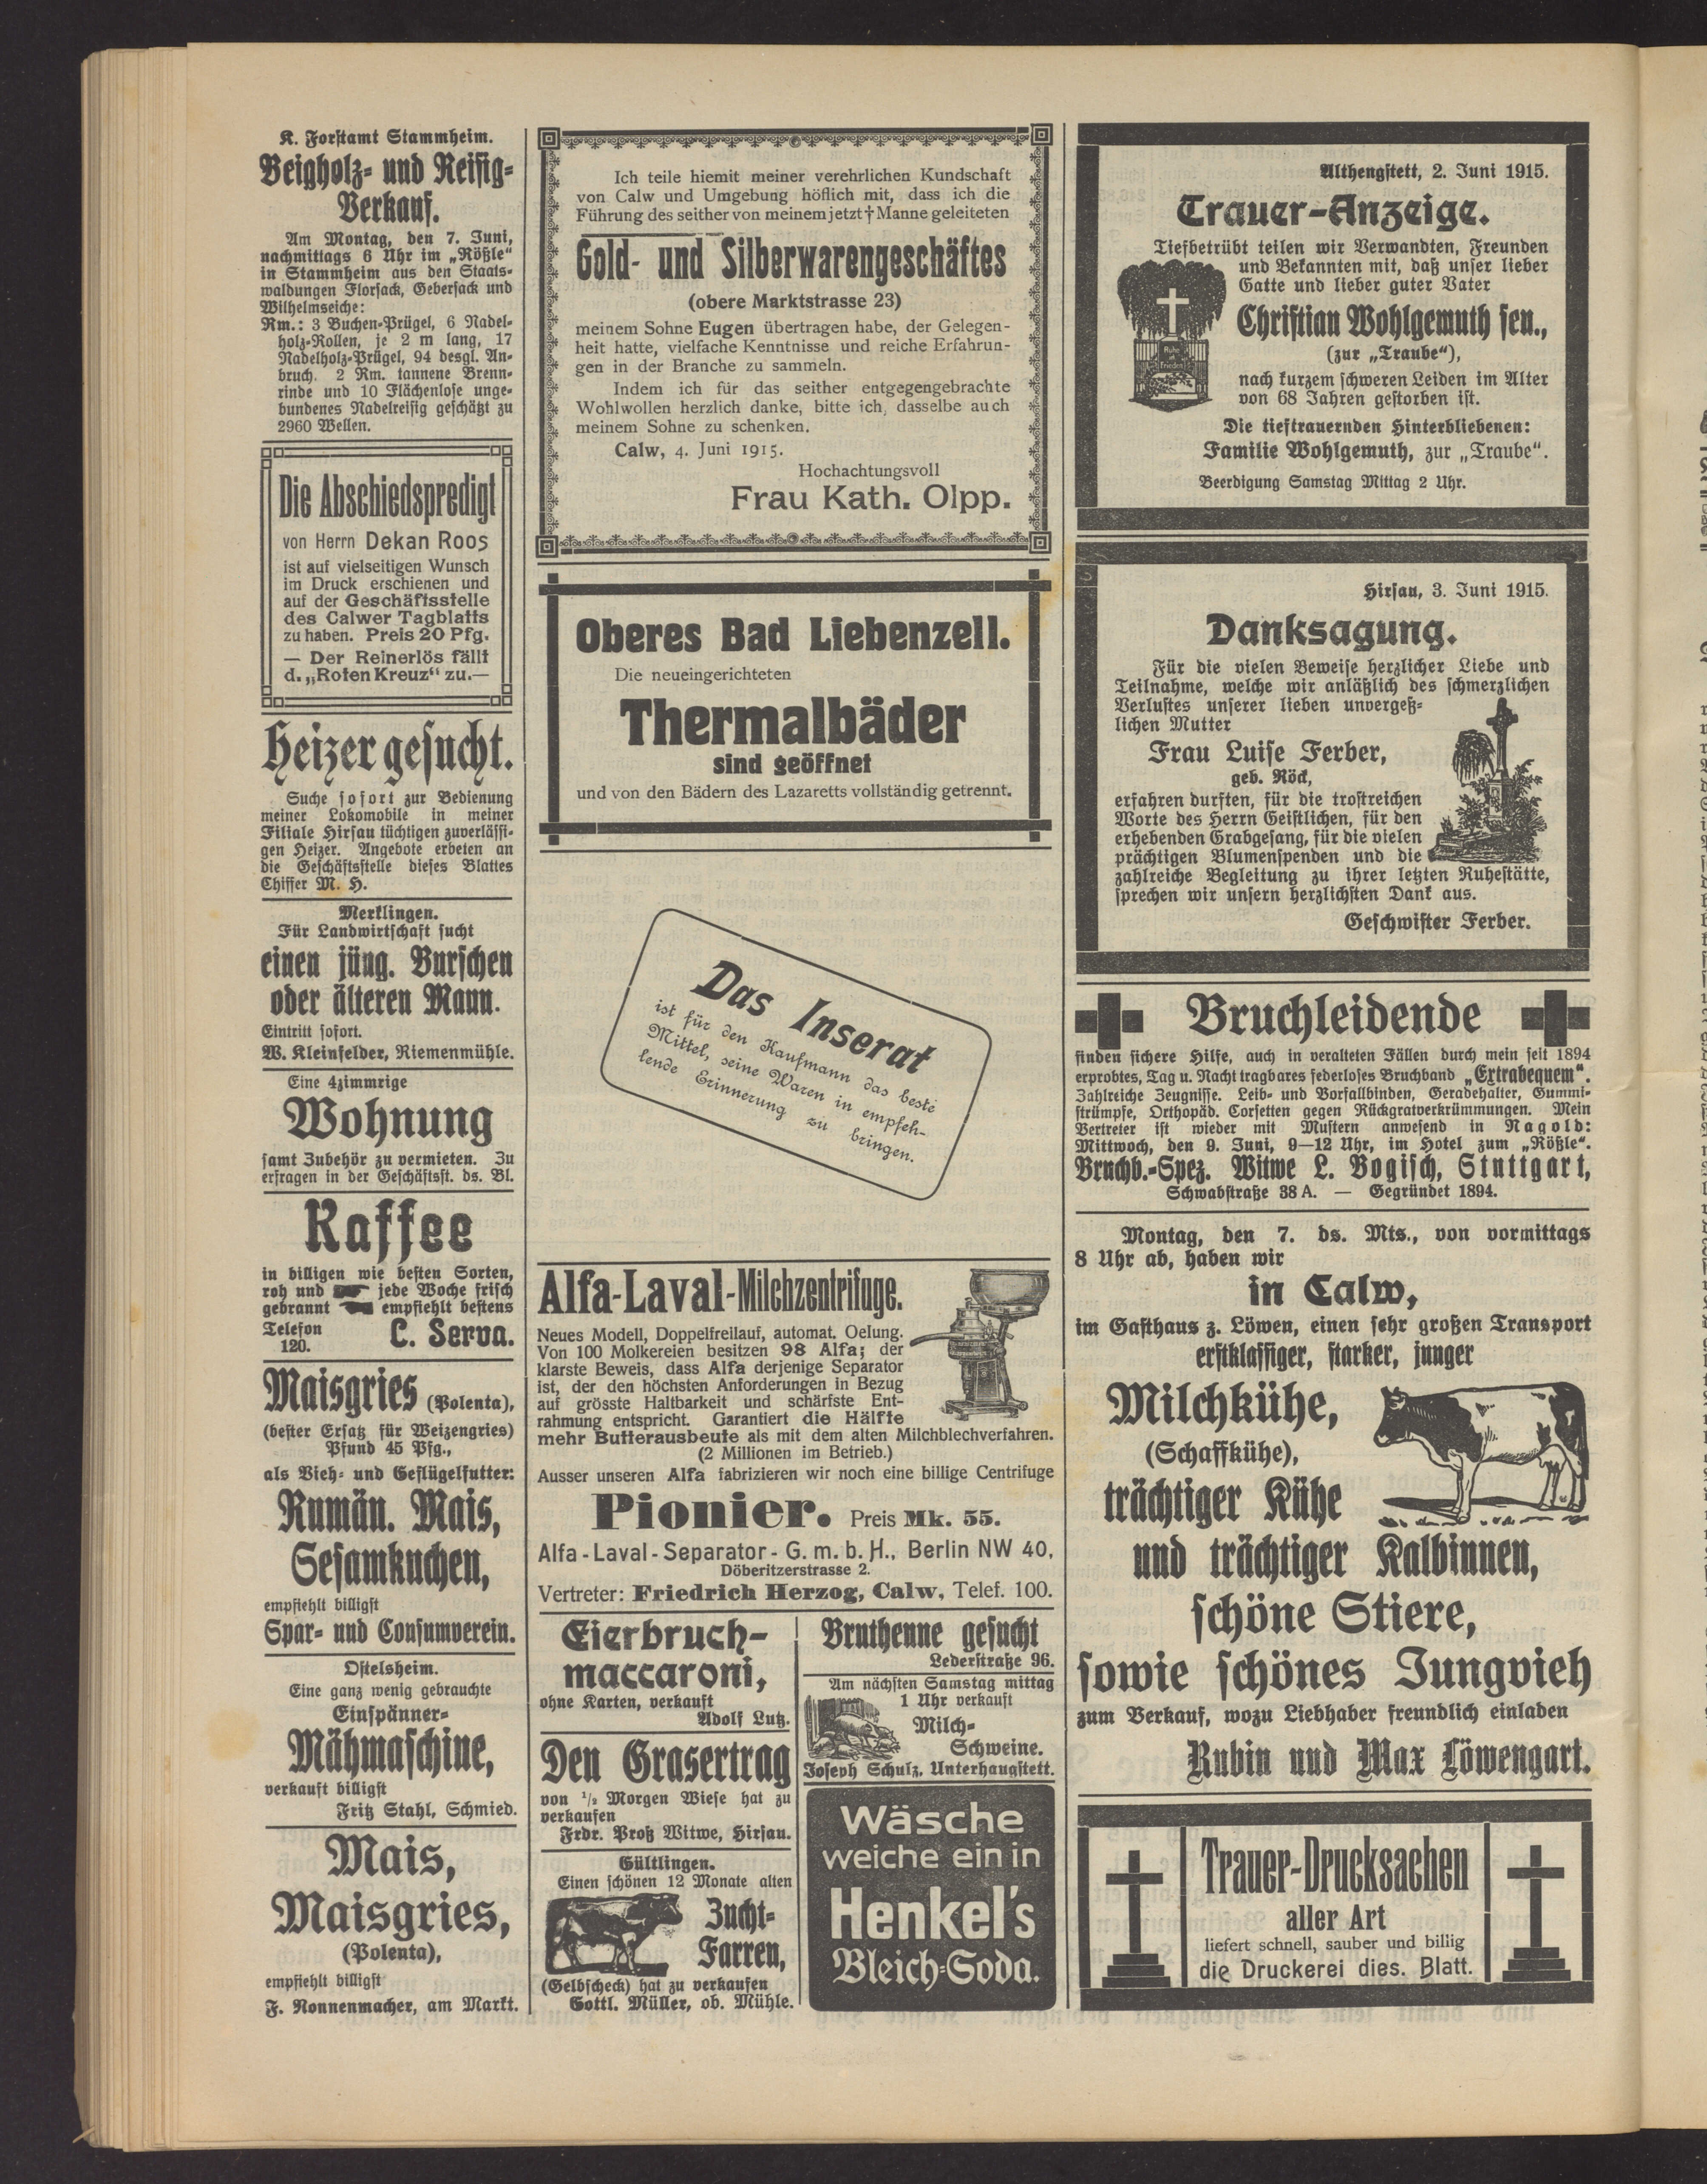 K. Forstamt Stammheim.
Beigholz- und Reisig-
Verkauf.
Am Montag, den 7. Juni,
nachmittags 6 Uhr im „Rößle“
in Stammheim aus den Staats-
waldungen Florsack, Gebersack und
Wilhelmseiche:
Rm.: 3 Buchen-Prügel, 6 Nadel-
holz-Rollen, je 2 m lang, 17
Nadelholz-Prügel, 94 desgl. An-
bruch. 2 Rm. tannene Brenn-
rinde und 10 Flächenlose unge-
bundenes Nadelreisig geschätzt zu
2960 Wellen.
Die Abschiedspredigt
von Herrn Dekan Roos
ist auf vielseitigen Wunsch
im Druck erschienen und
auf der Geschäftsstelle
des Calwer Tagblatts
zu haben. Preis 20 Pfg.
— Der Reinerlös fällt
d. „Roten Kreuz“ zu.—
Heizer gesucht.
Suche sofort zur Bedienung
meiner Lokomobile in meiner
Filiale Hirsau tüchtigen zuverlässi-
gen Heizer. Angebote erbeten an
die Geschäftsstelle dieses Blattes
Chiffer M. H.
Merklingen.
Für Landwirtschaft sucht
einen jüng. Burschen
oder älteren Mann.
Eintritt sofort.
W. Kleinfelder, Riemenmühle.
Eine 4zimmrige
Wohnung
samt Zubehör zu vermieten. Zu
erfragen in der Geschäftsst. ds. Bl.
Kaffee
in billigen wie besten Sorten,
roh und jede Woche frisch
gebrannt empfiehlt bestens
Telefon
120. C. Serva.
Maisgries (Polenta),
(bester Ersatz für Weizengries)
Pfund 45 Pfg.,
als Vieh- und Geflügelfutter:
Rumän. Mais,
Sesamkuchen,
empfiehlt billigst
Spar- und Consumverein.
Ostelsheim.
Eine ganz wenig gebrauchte
Einspänner-
Mähmaschine,
verkauft billigst
Fritz Stahl, Schmied.
Mais,
Maisgries,
(Polenta),
empfiehlt billigst
F. Nonnenmacher, am Markt.
Ich teile hiemit meiner verehrlichen Kundschaft
von Calw und Umgebung höflich mit, dass ich die
Führung des seither von meinem jetzt † Manne geleiteten
Gold- und Silberwarengeschäftes
(obere Marktstrasse 23)
meinem Sohne Eugen übertragen habe, der Gelegen-
heit hatte, vielfache Kenntnisse und reiche Erfahrun-
gen in der Branche zu sammeln.
Indem ich für das seither entgegengebrachte
Wohlwollen herzlich danke, bitte ich, dasselbe auch
meinem Sohne zu schenken.
Calw, 4. Juni 1915.
Hochachtungsvoll
Frau Kath. Olpp.
Oberes Bad Liebenzell.
Die neueingerichteten
Thermalbäder
sind geöffnet
und von den Bädern des Lazaretts vollständig getrennt.
Das Inserat
ist für den Kaufmann das beste
Mittel, seine Waren in empfeh-
lende Erinnerung zu bringen.
Alfa-Laval-Milchzentrifuge.
Neues Modell, Doppelfreilauf, automat. Oelung.
Von 100 Molkereien besitzen 98 Alfa; der
klarste Beweis, dass Alfa derjenige Separator
ist, der den höchsten Anforderungen in Bezug
auf grösste Haltbarkeit und schärfste Ent-
rahmung entspricht. Garantiert die Hälfte
mehr Butterausbeute als mit dem alten Milchblechverfahren.
(2 Millionen im Betrieb.)
Ausser unseren Alfa fabrizieren wir noch eine billige Centrifuge
Pionier. Preis Mk. 55.
Alfa-Laval-Separator-G. m. b. H., Berlin NW 40,
Döberitzerstrasse 2.
Vertreter: Friedrich Herzog, Calw, Telef. 100.
Eierbruch-
maccaroni,
ohne Karten, verkauft
Adolf Lutz.
Den Grasertrag
von 1/2 Morgen Wiese hat zu
verkaufen
Frdr. Proß Witwe, Hirsau.
Gültlingen.
Einen schönen 12 Monate alten
Zucht-
Farren,
(Gelbscheck) hat zu verkaufen
Gottl. Müller, ob. Mühle.
Bruthenne gesucht
Lederstraße 96.
Am nächsten Samstag mittag
1 Uhr verkauft
Milch-
Schweine.
Joseph Schulz, Unterhaugstett.
Wäsche
weiche ein in
Henkel's
Bleich-Soda.
Althengstett, 2. Juni 1915.
Trauer-Anzeige.
Tiefbetrübt teilen wir Verwandten, Freunden
und Bekannten mit, daß unser lieber
Gatte und lieber guter Vater
Christian Wohlgemuth sen.,
(zur „Traube“),
nach kurzem schweren Leiden im Alter
von 68 Jahren gestorben ist.
Die tieftrauernden Hinterbliebenen:
Familie Wohlgemuth, zur „Traube“.
Beerdigung Samstag Mittag 2 Uhr.
Hirsau, 3. Juni 1915.
Danksagung.
Für die vielen Beweise herzlicher Liebe und
Teilnahme, welche wir anläßlich des schmerzlichen
Verlustes unserer lieben unvergeß-
lichen Mutter
Frau Luise Ferber,
geb. Röck,
erfahren durften, für die trostreichen
Worte des Herrn Geistlichen, für den
erhebenden Grabgesang, für die vielen
prächtigen Blumenspenden und die
zahlreiche Begleitung zu ihrer letzten Ruhestätte,
sprechen wir unsern herzlichsten Dank aus.
Geschwister Ferber.
Bruchleidende
finden sichere Hilfe, auch in veralteten Fällen durch mein seit 1894
erprobtes, Tag u. Nacht tragbares federloses Bruchband „Extrabequem“.
Zahlreiche Zeugnisse. Leib- und Vorfallbinden, Geradehalter, Gummi-
strümpfe, Orthopäd. Corsetten gegen Rückgratverkrümmungen. Mein
Vertreter ist wieder mit Mustern anwesend in Nagold:
Mittwoch, den 9. Juni, 9—12 Uhr, im Hotel zum „Rößle“.
Bruchb.-Spez. Witwe L. Bogisch, Stuttgart,
Schwabstraße 38 A. — Gegründet 1894.
Montag, den 7. ds. Mts., von vormittags
8 Uhr ab, haben wir
in Calw,
im Gasthaus z. Löwen, einen sehr großen Transport
erstklassiger, starker, junger
Milchkühe,
(Schaffkühe),
trächtiger Kühe
und trächtiger Kalbinnen,
schöne Stiere,
sowie schönes Jungvieh
zum Verkauf, wozu Liebhaber freundlich einladen
Rubin und Max Löwengart.
Trauer-Drucksachen
aller Art
liefert schnell, sauber und billig
die Druckerei dies. Blatt.